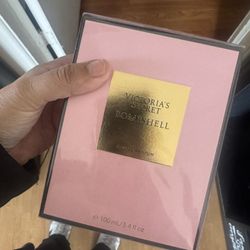 VICTORIA'S
SECRET
BOMBSHELL
℮ 100 mL/3.4 fl oz